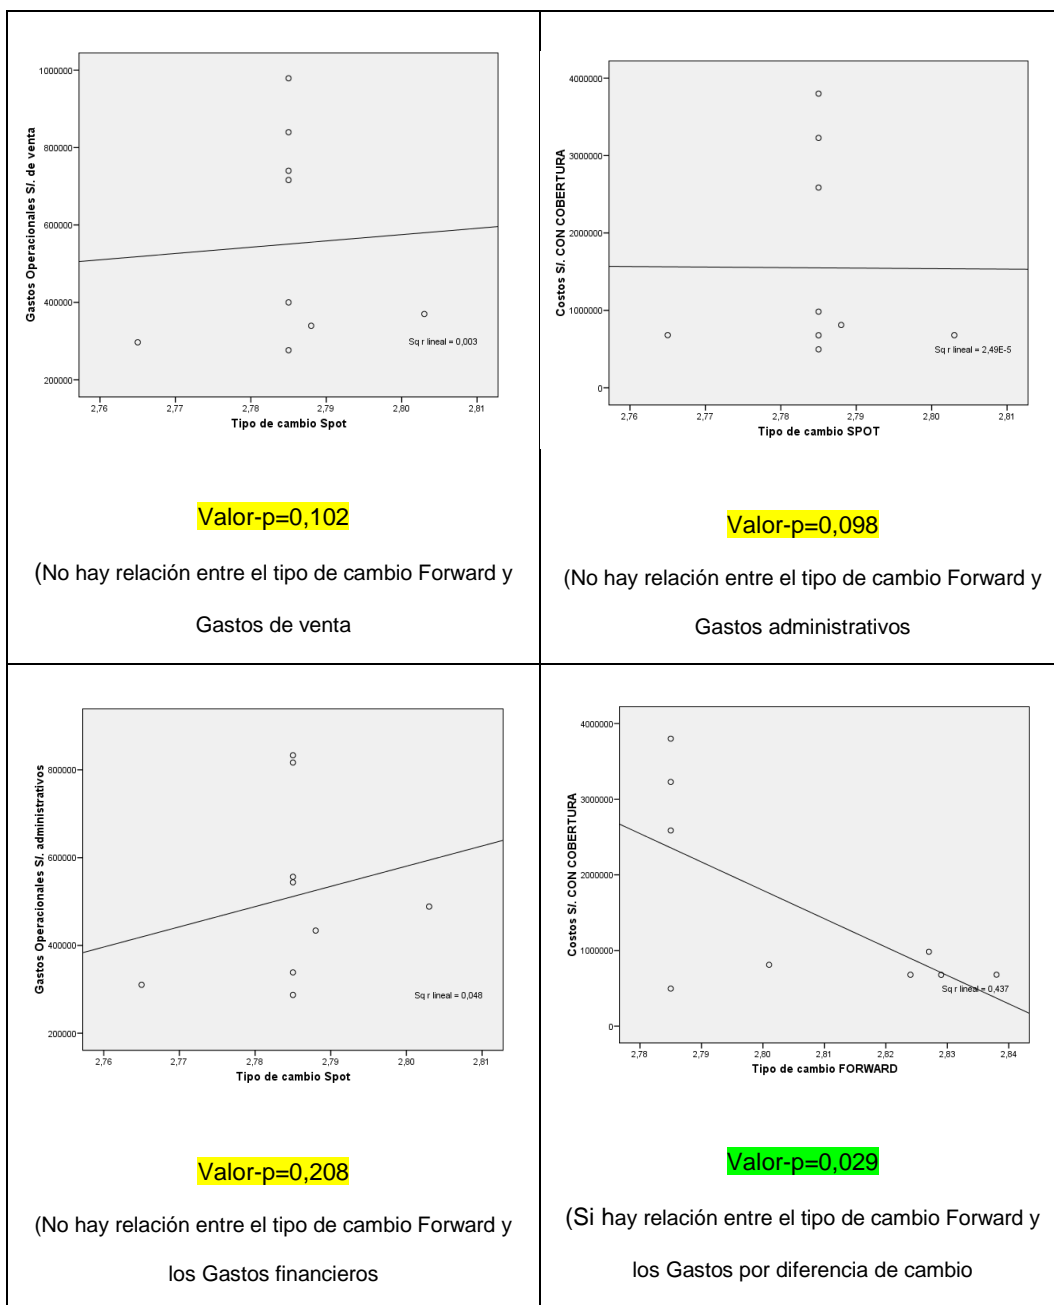 1000000
800000
600000
400000
200000
Gastos Operacionales S/. de venta
Sq r lineal = 0,003
2,76 2,77 2,78 2,79 2,80 2,81
Tipo de cambio Spot
Valor-p=0,102
(No hay relación entre el tipo de cambio Forward y
Gastos de venta
4000000
3000000
2000000
1000000
0
Costos S/. CON COBERTURA
Sq r lineal = 2,49E-5
2,76 2,77 2,78 2,79 2,80 2,81
Tipo de cambio SPOT
Valor-p=0,098
(No hay relación entre el tipo de cambio Forward y
Gastos administrativos
800000
600000
400000
200000
Gastos Operacionales S/. administrativos
Sq r lineal = 0,048
2,76 2,77 2,78 2,79 2,80 2,81
Tipo de cambio Spot
Valor-p=0,208
(No hay relación entre el tipo de cambio Forward y
los Gastos financieros
4000000
3000000
2000000
1000000
0
Costos S/. CON COBERTURA
Sq r lineal = 0,437
2,78 2,79 2,80 2,81 2,82 2,83 2,84
Tipo de cambio FORWARD
Valor-p=0,029
(Si hay relación entre el tipo de cambio Forward y
los Gastos por diferencia de cambio